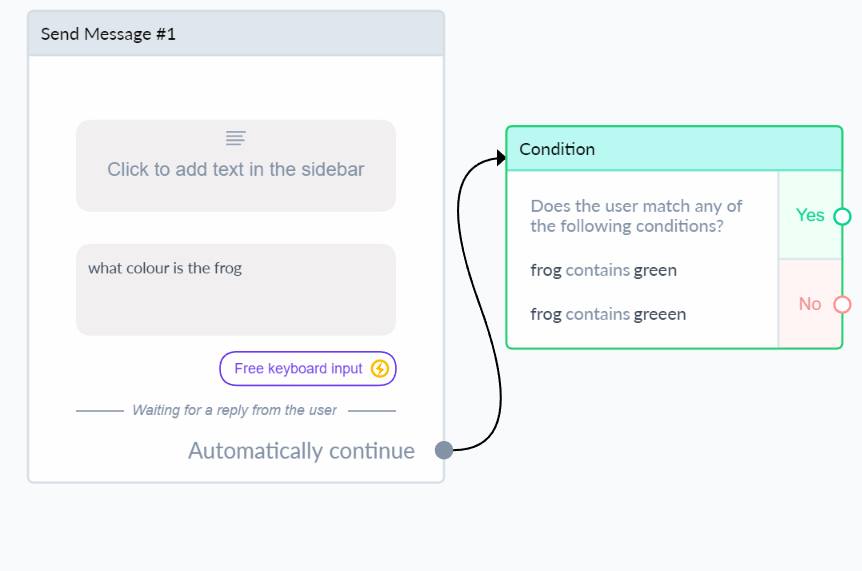 Send Message #1
Click to add text in the sidebar
what colour is the frog
Free keyboard input
Waiting for a reply from the user
Automatically continue
Condition
Does the user match any of
the following conditions?
frog contains green
frog contains greeen
Yes
No